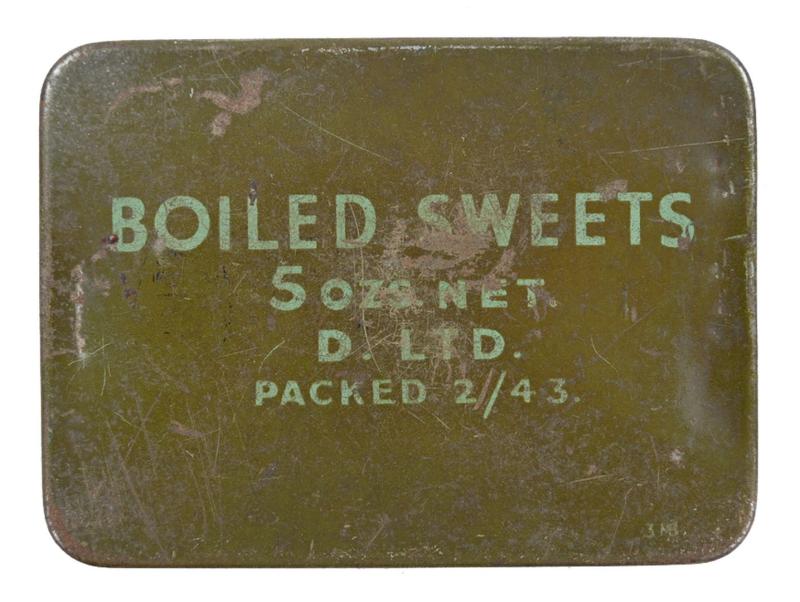 BOILED SWEETS
5 OZS NET.
D. LTD.
PACKED 2/43.